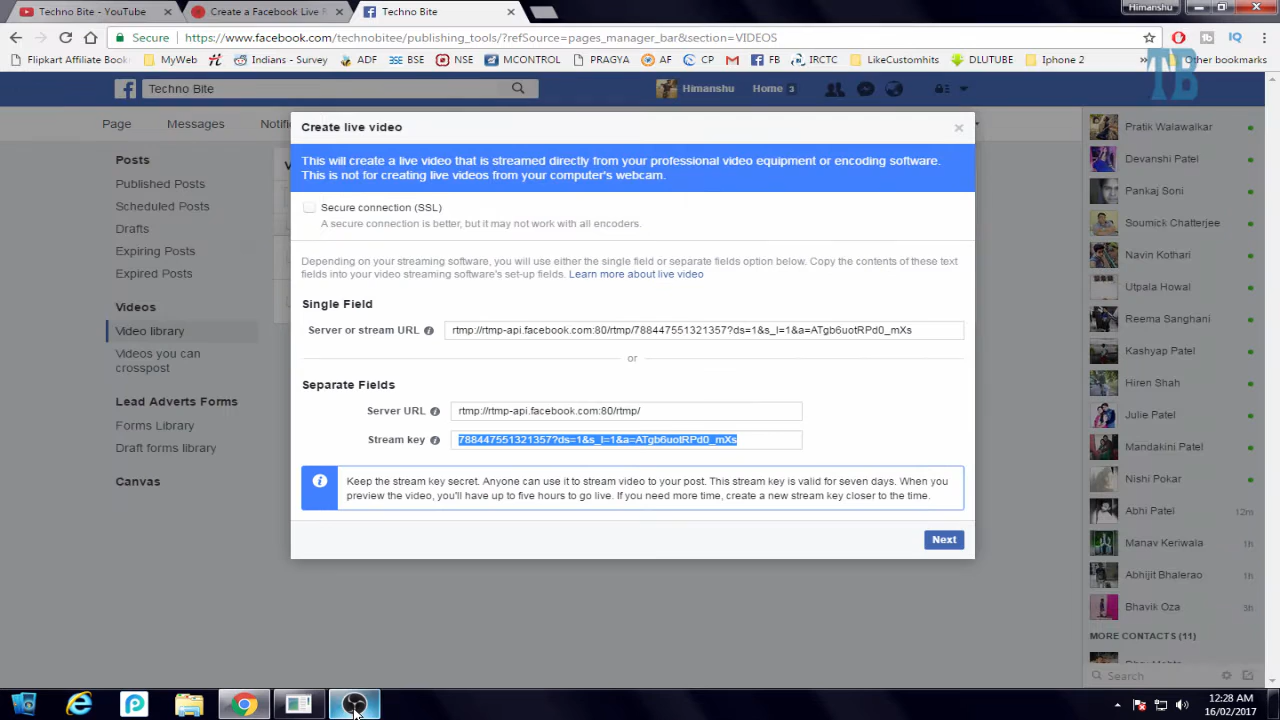 Techno Bite - YouTube
Create a Facebook Live F
Techno Bite
Himanshu
Secure
https://www.facebook.com/technobitee/publishing_tools/?refSource=pages_manager_bar&section=VIDEOS
Flipkart Affiliate Book
MyWeb
Indians - Survey
ADF
BSE
NSE
MCONTROL
PRAGYA
AF
CP
FB
IRCTC
LikeCustomhits
DLUTUBE
Iphone 2
Other bookmarks
TB
Techno Bite
Himanshu
Home 3
Page
Messages
Notifi
Posts
Published Posts
Scheduled Posts
Drafts
Expiring Posts
Expired Posts
Videos
Video library
Videos you can
crosspost
Lead Adverts Forms
Forms Library
Draft forms library
Canvas
Create live video
This will create a live video that is streamed directly from your professional video equipment or encoding software.
This is not for creating live videos from your computer's webcam.
Secure connection (SSL)
A secure connection is better, but it may not work with all encoders.
Depending on your streaming software, you will use either the single field or separate fields option below. Copy the contents of these text
fields into your video streaming software's set-up fields. Learn more about live video
Single Field
Server or stream URL
rtmp://rtmp-api.facebook.com:80/rtmp/788447551321357?ds=1&s_l=1&a=ATgb6uotRPd0_mXs
or
Separate Fields
Server URL
rtmp://rtmp-api.facebook.com:80/rtmp/
Stream key
788447551321357?ds=1&s_l=1&a=ATgb6uotRPd0_mXs
Keep the stream key secret. Anyone can use it to stream video to your post. This stream key is valid for seven days. When you
preview the video, you'll have up to five hours to go live. If you need more time, create a new stream key closer to the time.
Next
Pratik Walawalkar
Devanshi Patel
Pankaj Soni
Soumick Chatterjee
Navin Kothari
Utpala Howal
Reema Sanghani
Kashyap Patel
Hiren Shah
Julie Patel
Mandakini Patel
Nishi Pokar
Abhi Patel 12m
Manav Keriwala 1h
Abhijit Bhalerao 1h
Bhavik Oza 3h
MORE CONTACTS (11)
Search
12:28 AM
16/02/2017